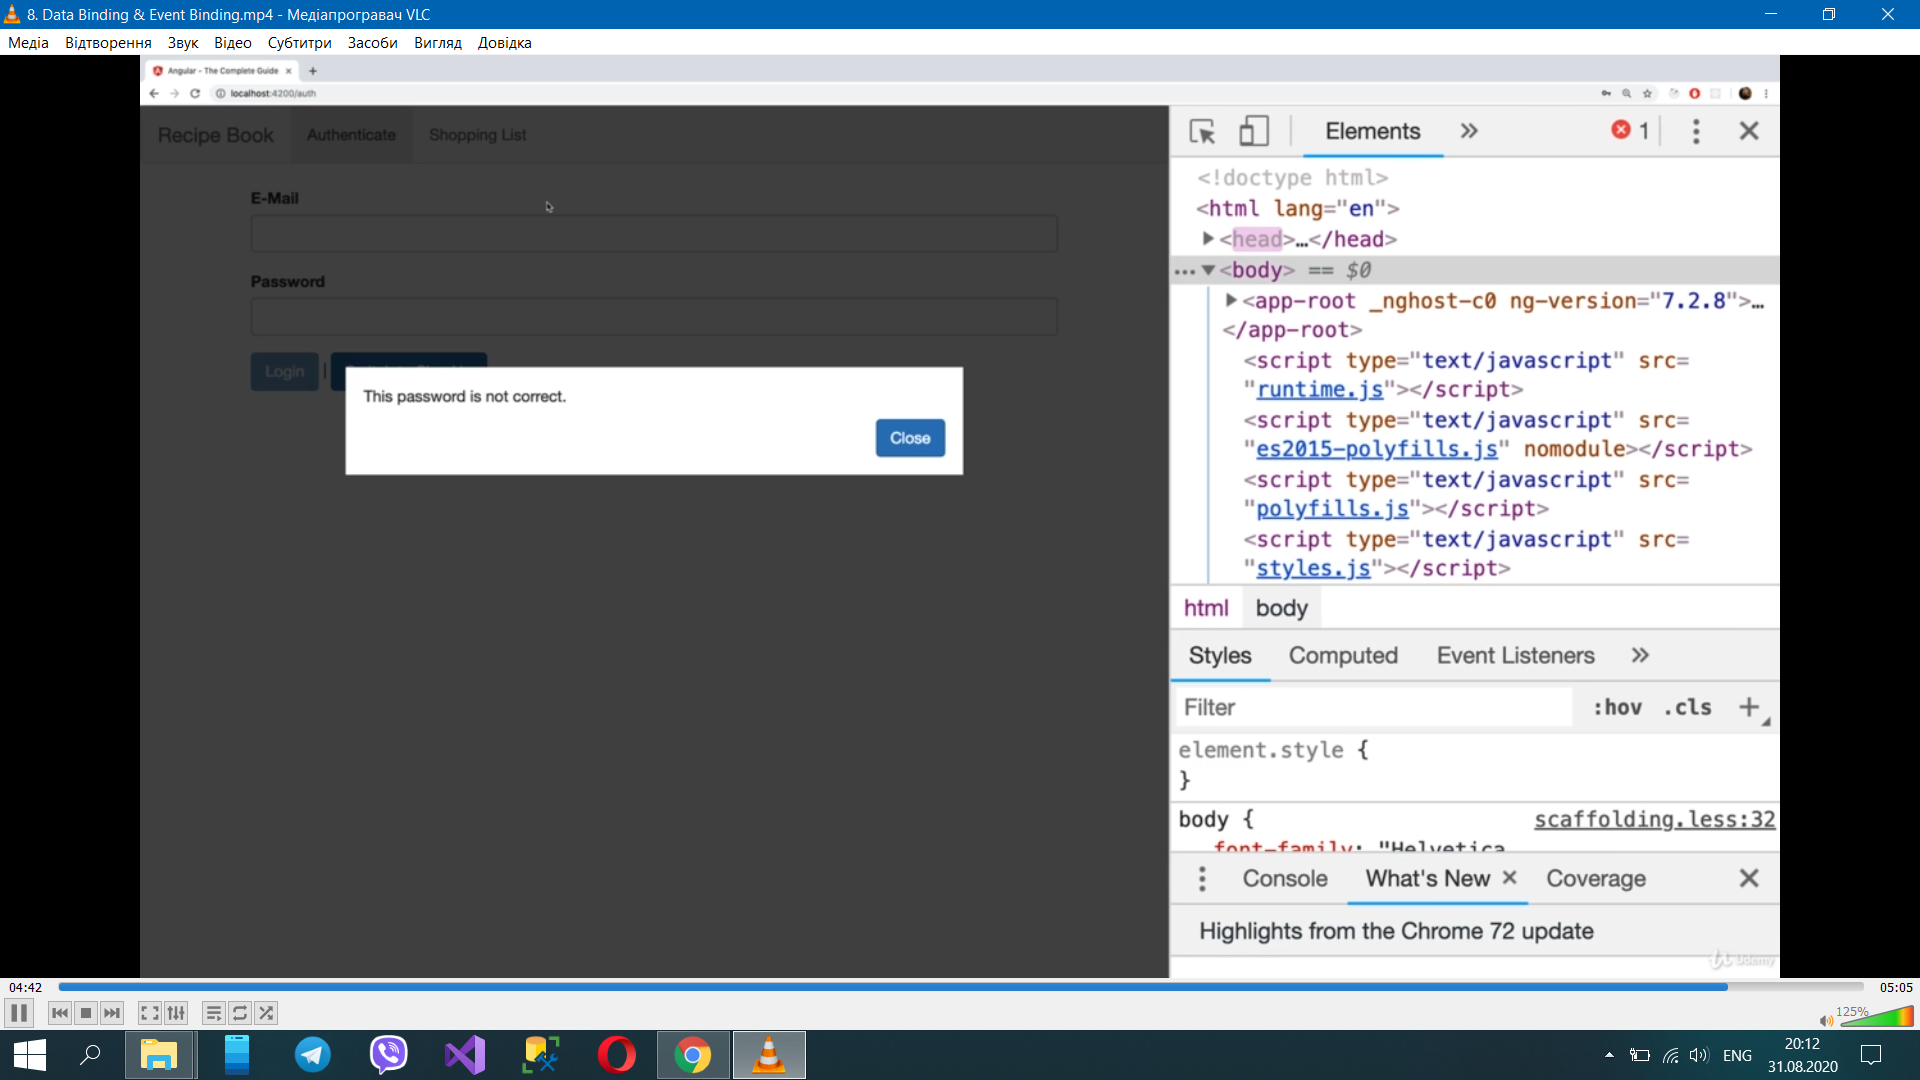 8. Data Binding & Event Binding.mp4 - Медіапрогравач VLC
Медіа Відтворення Звук Відео Субтитри Засоби Вигляд Довідка
Angular - The Complete Guide
localhost:4200/auth
Recipe Book Authenticate Shopping List
E-Mail
Password
Login |
This password is not correct.
Close
Elements » 1
<!doctype html>
<html lang="en">
<head>…</head>
… <body> == $0
<app-root _nghost-c0 ng-version="7.2.8">…
</app-root>
<script type="text/javascript" src=
"runtime.js"></script>
<script type="text/javascript" src=
"es2015-polyfills.js" nomodule></script>
<script type="text/javascript" src=
"polyfills.js"></script>
<script type="text/javascript" src=
"styles.js"></script>
html body
Styles Computed Event Listeners »
Filter :hov .cls +
element.style {
}
body { scaffolding.less:32
font-family: "Helvetica
Console What's New Coverage
Highlights from the Chrome 72 update
Udemy
04:42 05:05
125%
ENG
20:12
31.08.2020